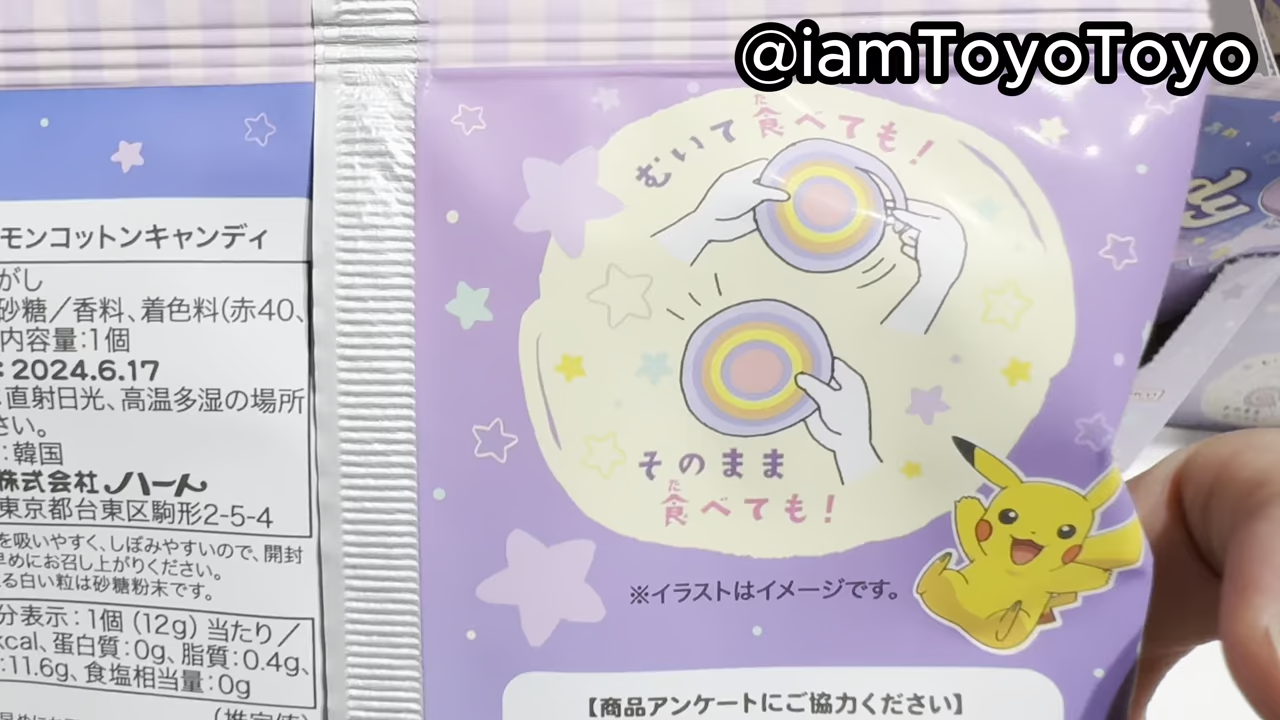 @iamToyoToyo
モンコットンキャンディ
がし
砂糖／香料、着色料(赤40、
内容量:1個
: 2024.6.17
直射日光、高温多湿の場所
さい。
:韓国
株式会社ハート
東京都台東区駒形2-5-4
を吸いやすく、しぼみやすいので、開封
早めにお召し上がりください。
る白い粒は砂糖粉末です。
分表示:1個 (12g) 当たり／
kcal、蛋白質:0g、脂質:0.4g、
:11.6g、食塩相当量:0g
(推定値)
むいて食べても!
た
そのまま
た
食べても!
※イラストはイメージです。
【商品アンケートにご協力ください】
dy